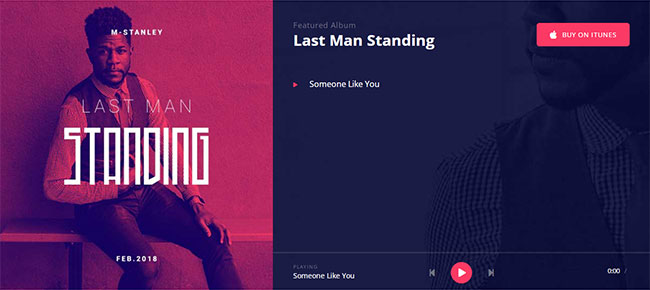 M-STANLEY
LAST MAN
STANDING
FEB.2018
Featured Album
Last Man Standing
BUY ON ITUNES
Someone Like You
PLAYING
Someone Like You
0:00 /